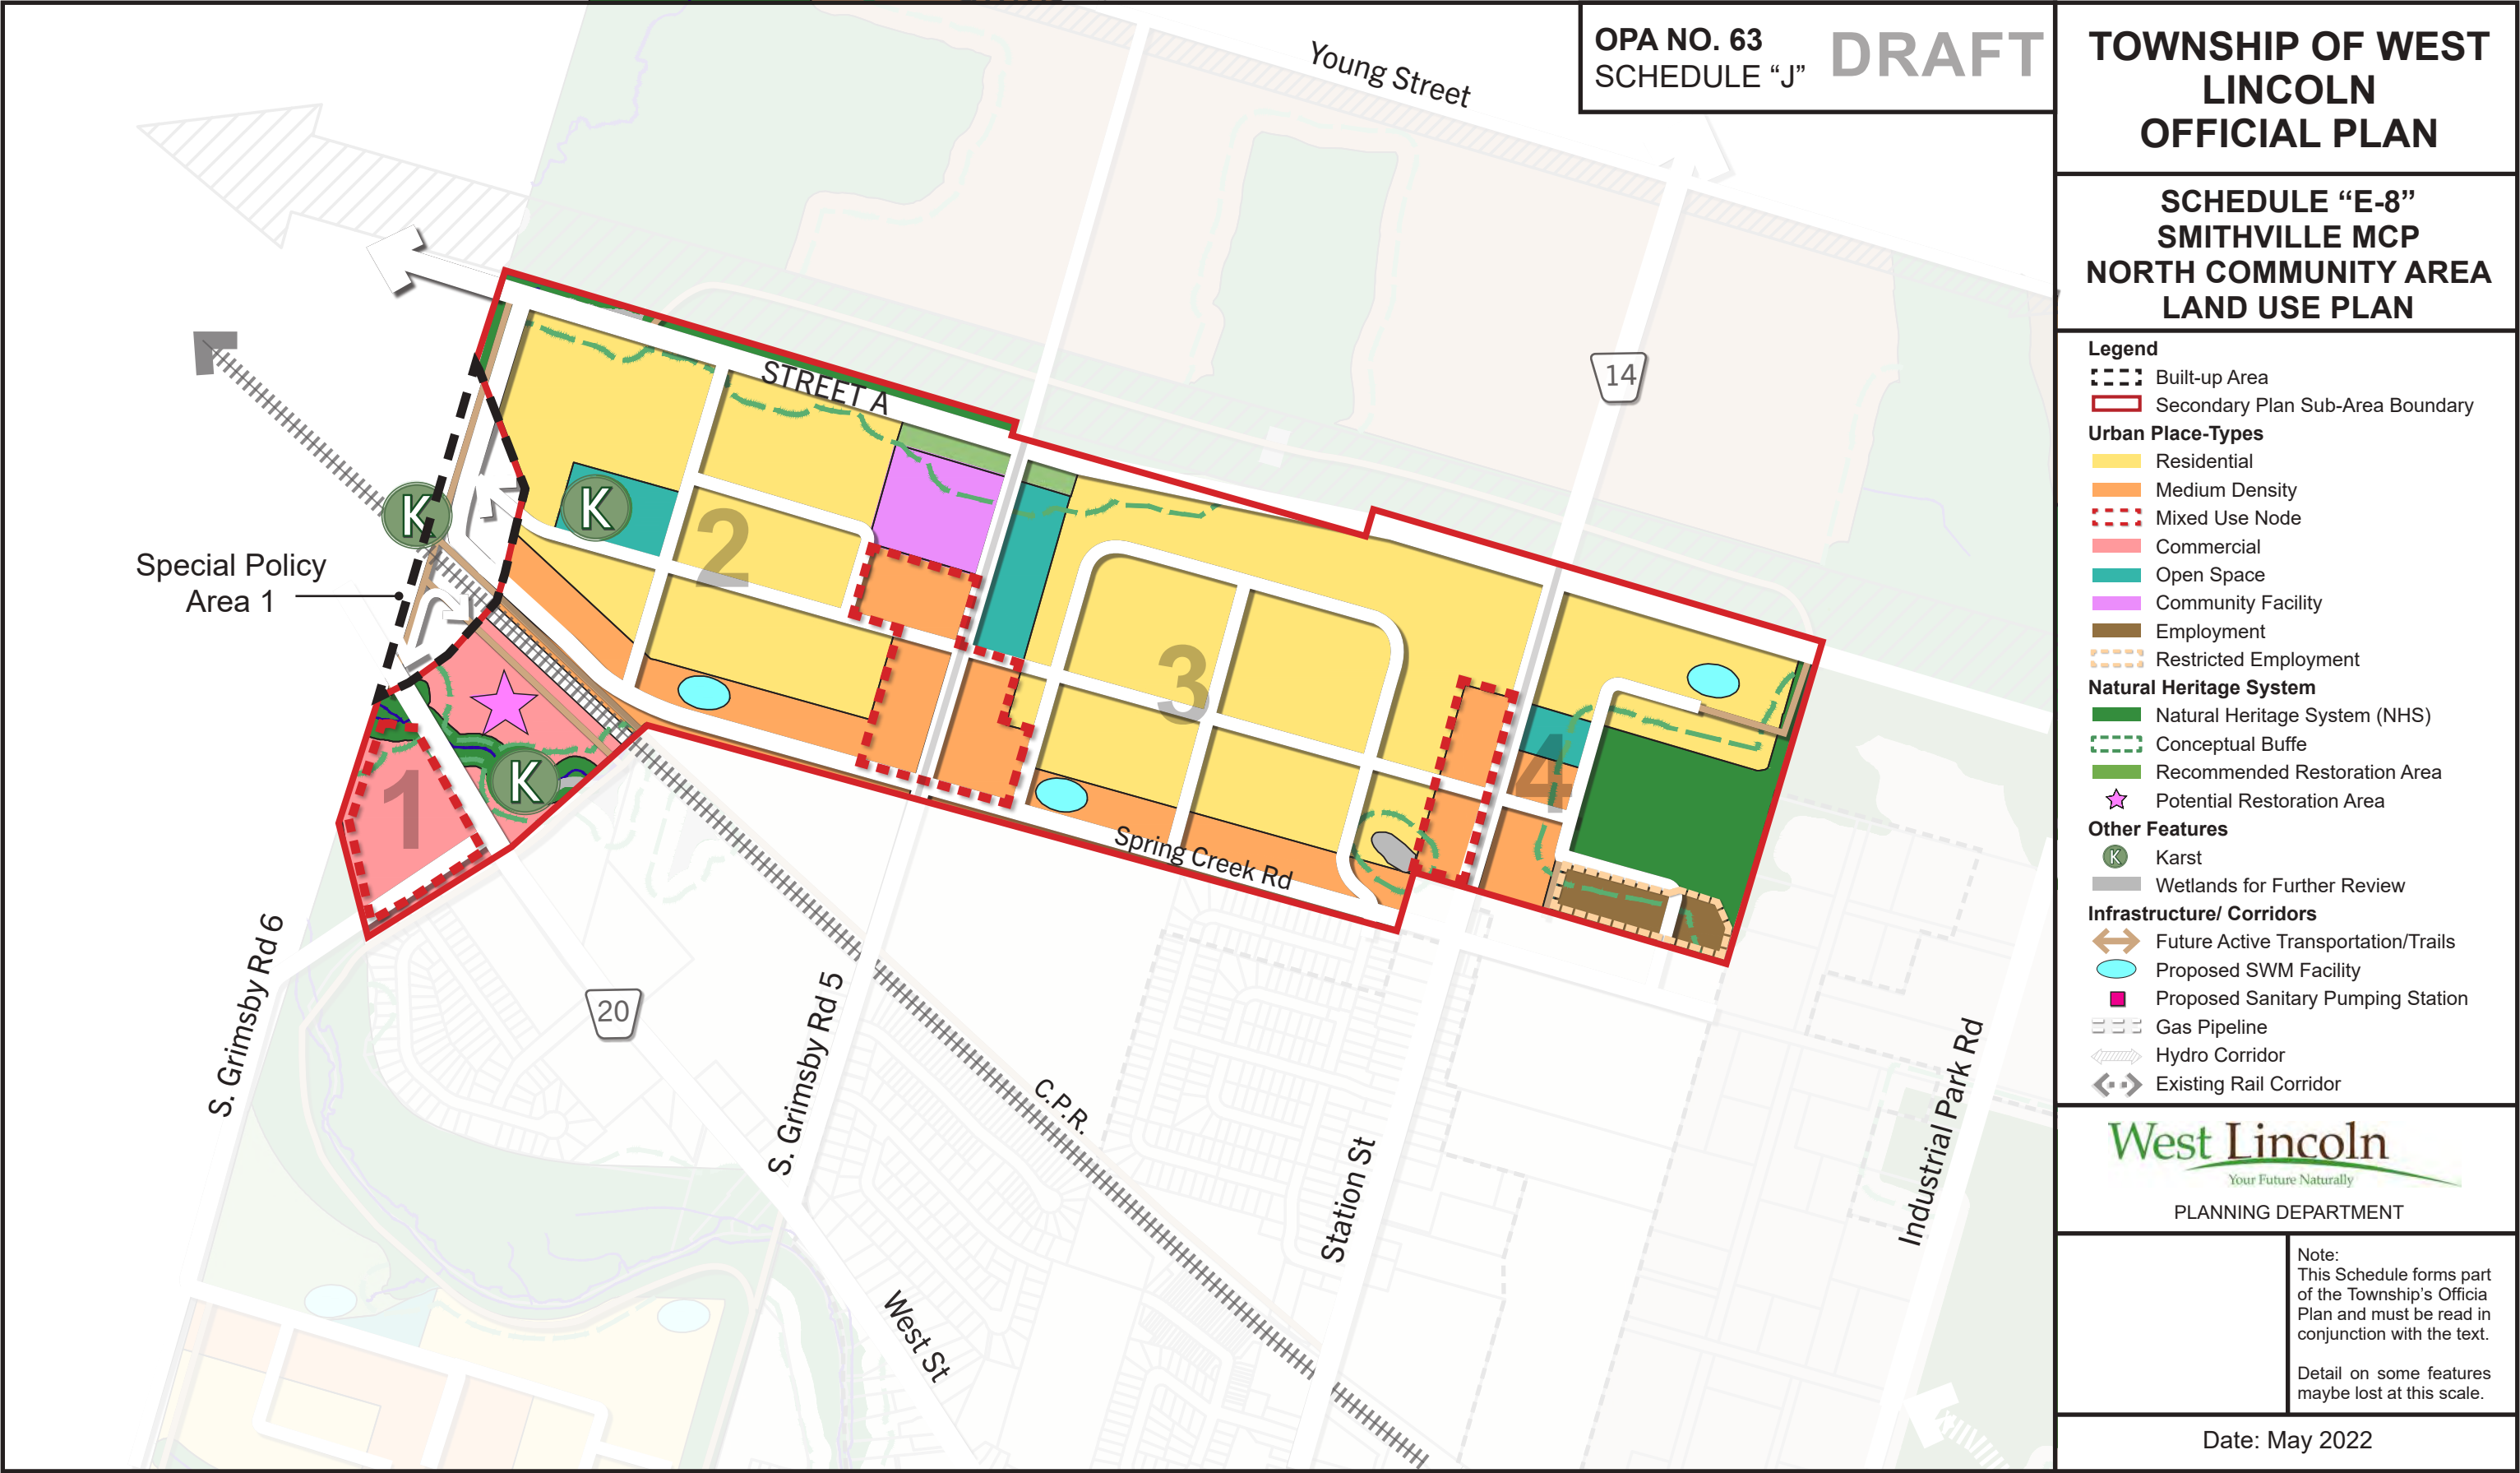 OPA NO. 63
SCHEDULE “J”
DRAFT
TOWNSHIP OF WEST
LINCOLN
OFFICIAL PLAN
SCHEDULE “E-8”
SMITHVILLE MCP
NORTH COMMUNITY AREA
LAND USE PLAN
Legend
Built-up Area
Secondary Plan Sub-Area Boundary
Urban Place-Types
Residential
Medium Density
Mixed Use Node
Commercial
Open Space
Community Facility
Employment
Restricted Employment
Natural Heritage System
Natural Heritage System (NHS)
Conceptual Buffe
Recommended Restoration Area
Potential Restoration Area
Other Features
K
Karst
Wetlands for Further Review
Infrastructure/ Corridors
Future Active Transportation/Trails
Proposed SWM Facility
Proposed Sanitary Pumping Station
Gas Pipeline
Hydro Corridor
Existing Rail Corridor
West Lincoln
Your Future Naturally
PLANNING DEPARTMENT
Note:
This Schedule forms part
of the Township’s Officia
Plan and must be read in
conjunction with the text.
Detail on some features
maybe lost at this scale.
Date: May 2022
Young Street
14
STREET A
K
K
2
Special Policy
Area 1
3
4
K
1
Spring Creek Rd
S. Grimsby Rd 6
20
S. Grimsby Rd 5
C.P.R.
Station St
Industrial Park Rd
West St